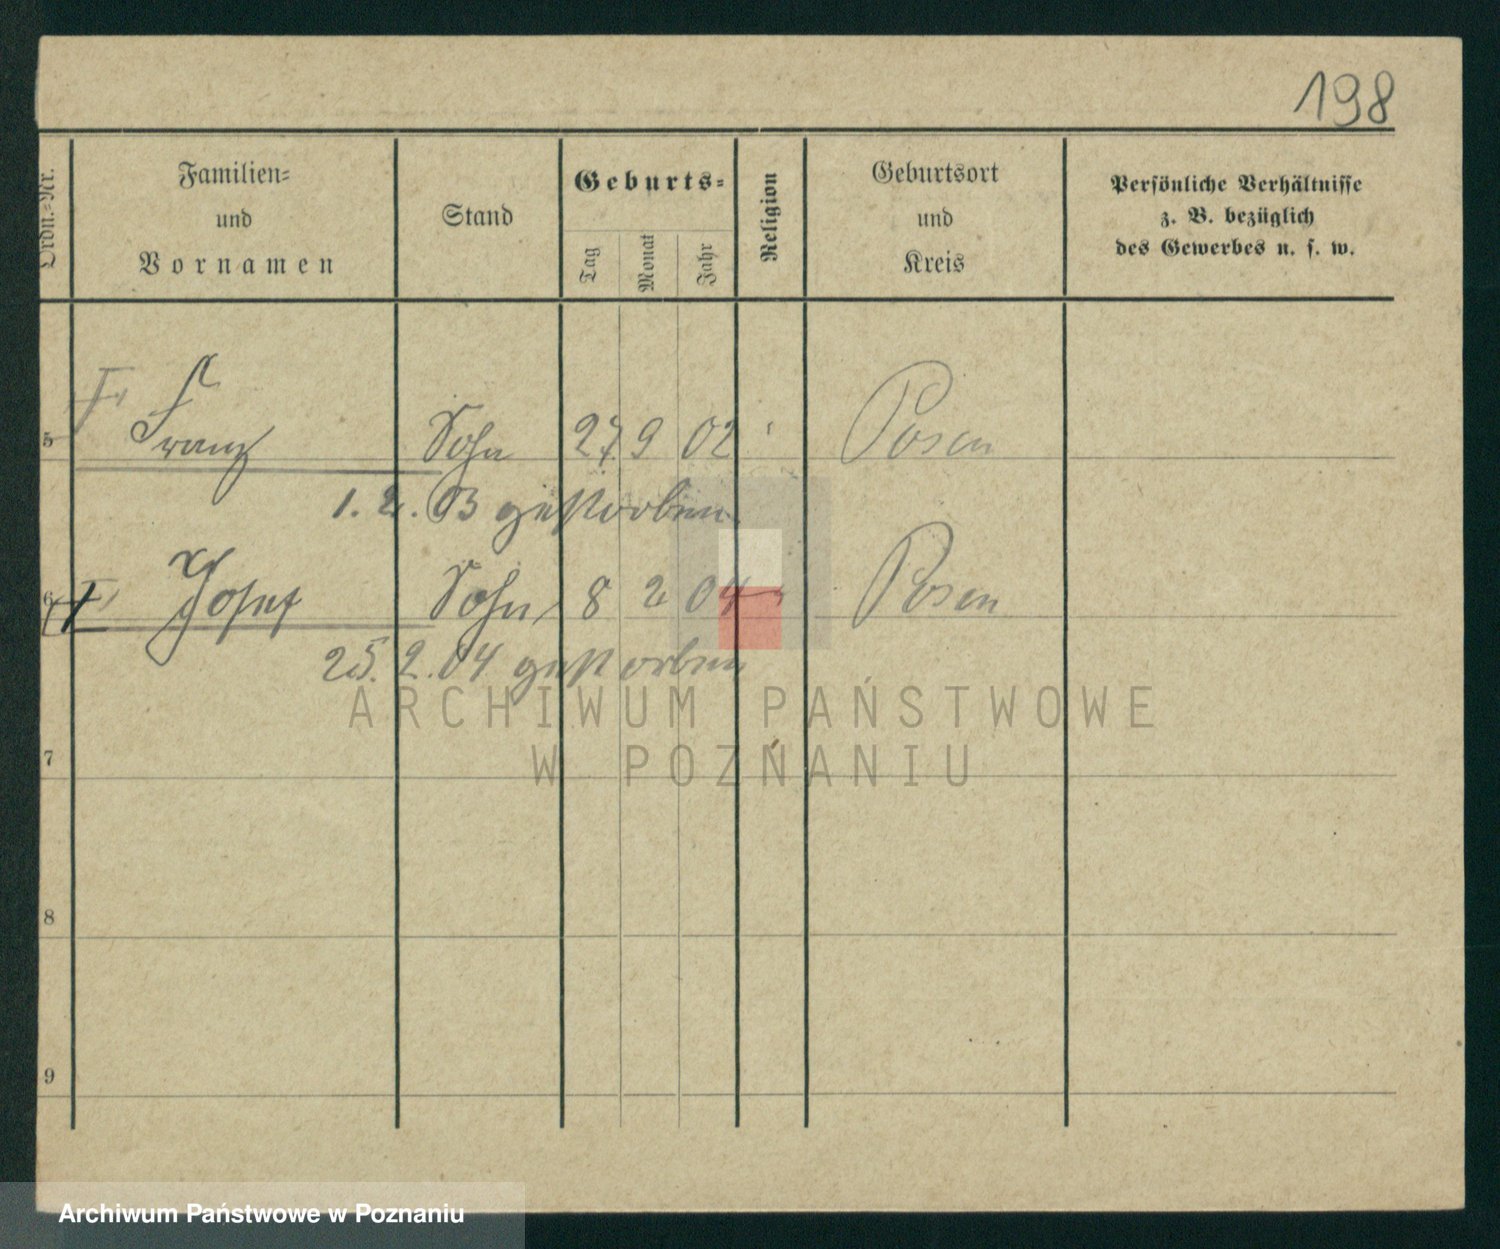 198
Ordn.-Nr.
Familien-
und
Vornamen
Stand
Geburts-
Tag
Monat
Jahr
Religion
Geburtsort
und
Kreis
Persönliche Verhältnisse
z. B. bezüglich
des Gewerbes u. s. w.
5 Franz Sohn 27 9 02 Posen
1. 2. 03 gestorben
6 Josef Sohn 8 2 04 Posen
25. 2. 04 gestorben
7
8
9
ARCHIWUM PAŃSTWOWE
W POZNANIU
Archiwum Państwowe w Poznaniu